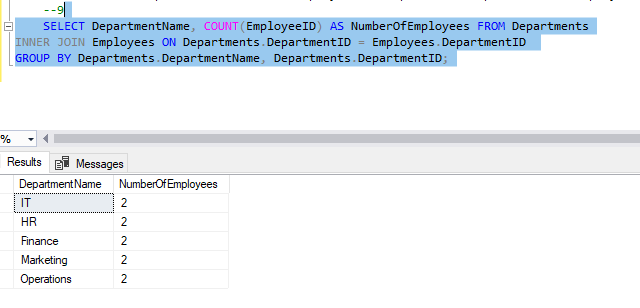 --9
SELECT DepartmentName, COUNT(EmployeeID) AS NumberOfEmployees FROM Departments
INNER JOIN Employees ON Departments.DepartmentID = Employees.DepartmentID
GROUP BY Departments.DepartmentName, Departments.DepartmentID;
%
Results Messages
DepartmentName NumberOfEmployees
IT 2
HR 2
Finance 2
Marketing 2
Operations 2